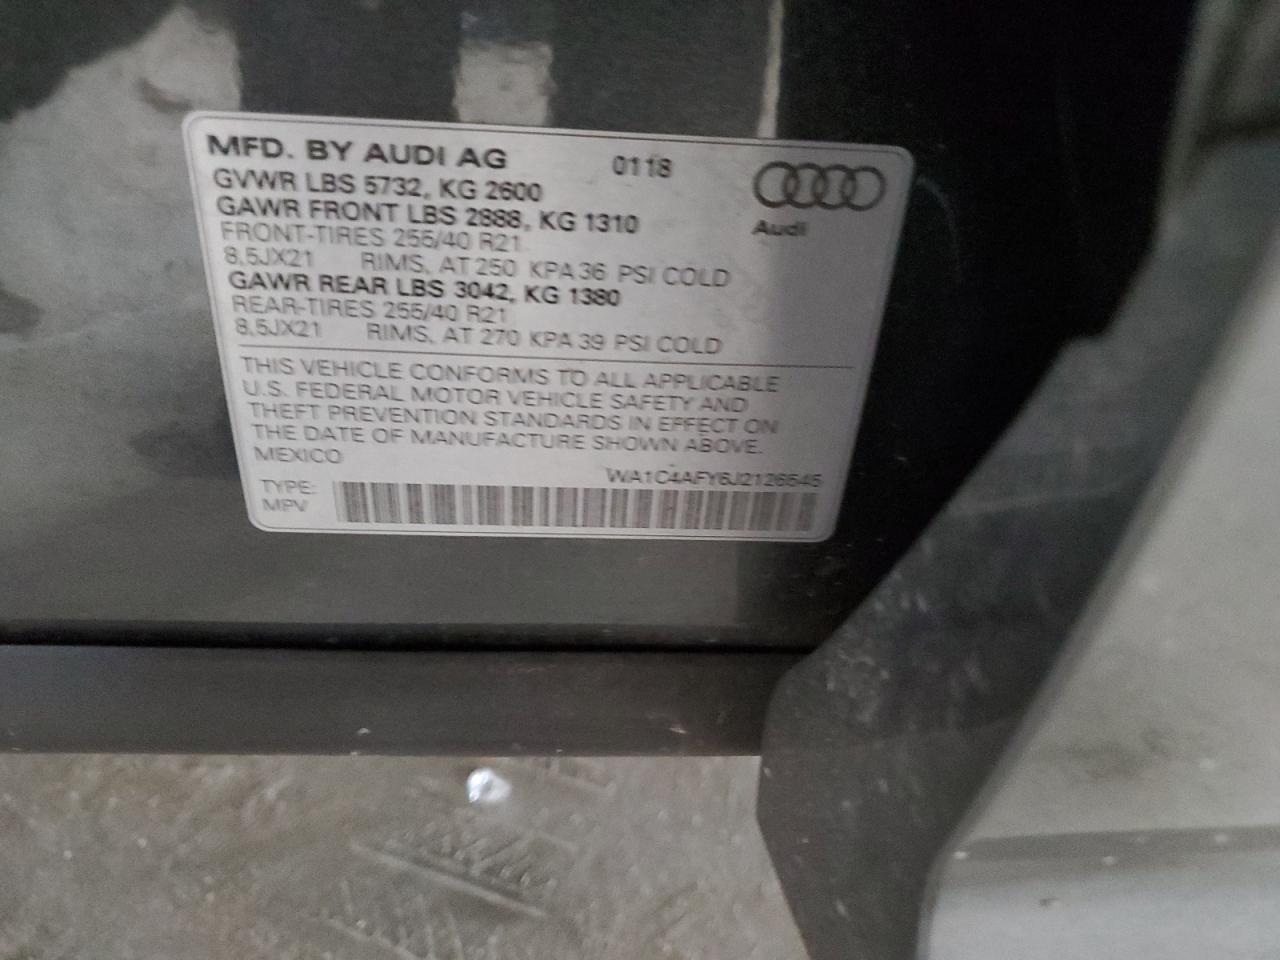 MFD. BY AUDI AG 0118
GVWR LBS 5732, KG 2600
GAWR FRONT LBS 2888, KG 1310
Audi
FRONT-TIRES 255/40 R21
8,5JX21 RIMS, AT 250 KPA 36 PSI COLD
GAWR REAR LBS 3042, KG 1380
REAR-TIRES 255/40 R21
8,5JX21 RIMS, AT 270 KPA 39 PSI COLD
THIS VEHICLE CONFORMS TO ALL APPLICABLE
U.S. FEDERAL MOTOR VEHICLE SAFETY AND
THEFT PREVENTION STANDARDS IN EFFECT ON
THE DATE OF MANUFACTURE SHOWN ABOVE.
MEXICO
WA1C4AFY6J2126545
TYPE:
MPV